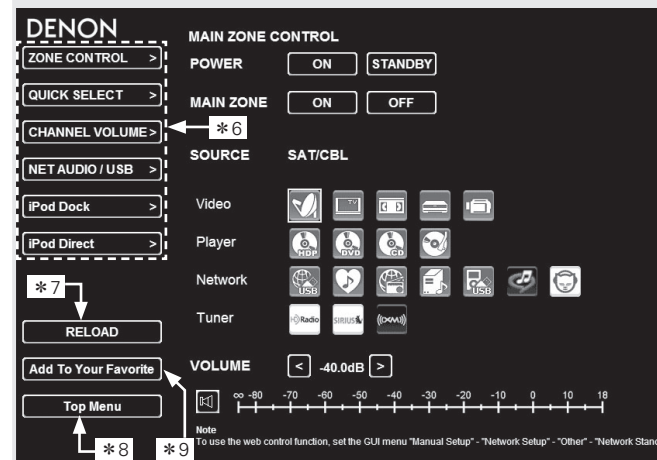 DENON
ZONE CONTROL >
QUICK SELECT >
CHANNEL VOLUME >
NET AUDIO / USB >
iPod Dock >
iPod Direct >
*6
*7
RELOAD
Add To Your Favorite
Top Menu
*8
*9
MAIN ZONE CONTROL
POWER ON STANDBY
MAIN ZONE ON OFF
SOURCE SAT/CBL
Video TV
Player HDP DVD CD
Network USB USB
Tuner HD Radio SIRIUS ((XM))
VOLUME < -40.0dB >
∞ -80 -70 -60 -50 -40 -30 -20 -10 0 10 18
Note
To use the web control function, set the GUI menu "Manual Setup" - "Network Setup" - "Other" - "Network Stand